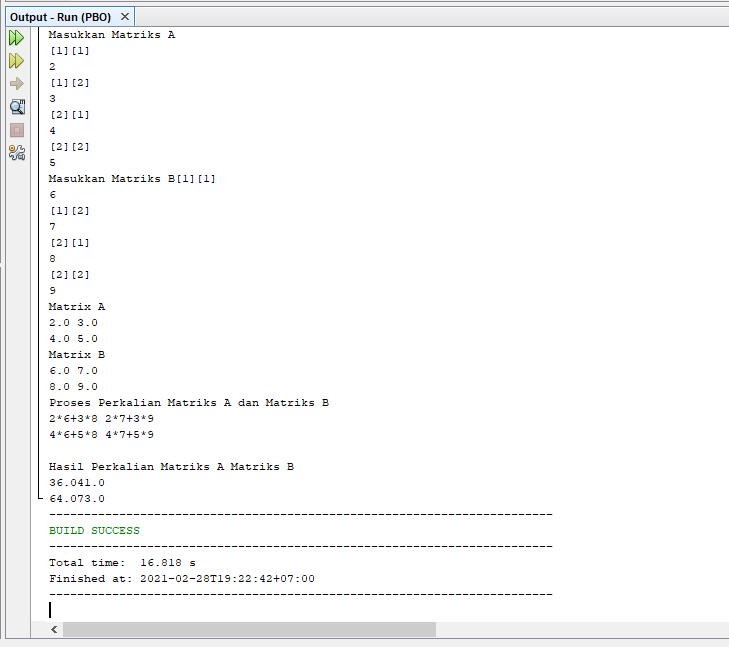 Output - Run (PBO)
Masukkan Matriks A
[1][1]
2
[1][2]
3
[2][1]
4
[2][2]
5
Masukkan Matriks B[1][1]
6
[1][2]
7
[2][1]
8
[2][2]
9
Matrix A
2.0 3.0
4.0 5.0
Matrix B
6.0 7.0
8.0 9.0
Proses Perkalian Matriks A dan Matriks B
2*6+3*8 2*7+3*9
4*6+5*8 4*7+5*9
Hasil Perkalian Matriks A Matriks B
36.041.0
64.073.0
------------------------------------------------------------------------
BUILD SUCCESS
------------------------------------------------------------------------
Total time:  16.818 s
Finished at: 2021-02-28T19:22:42+07:00
------------------------------------------------------------------------